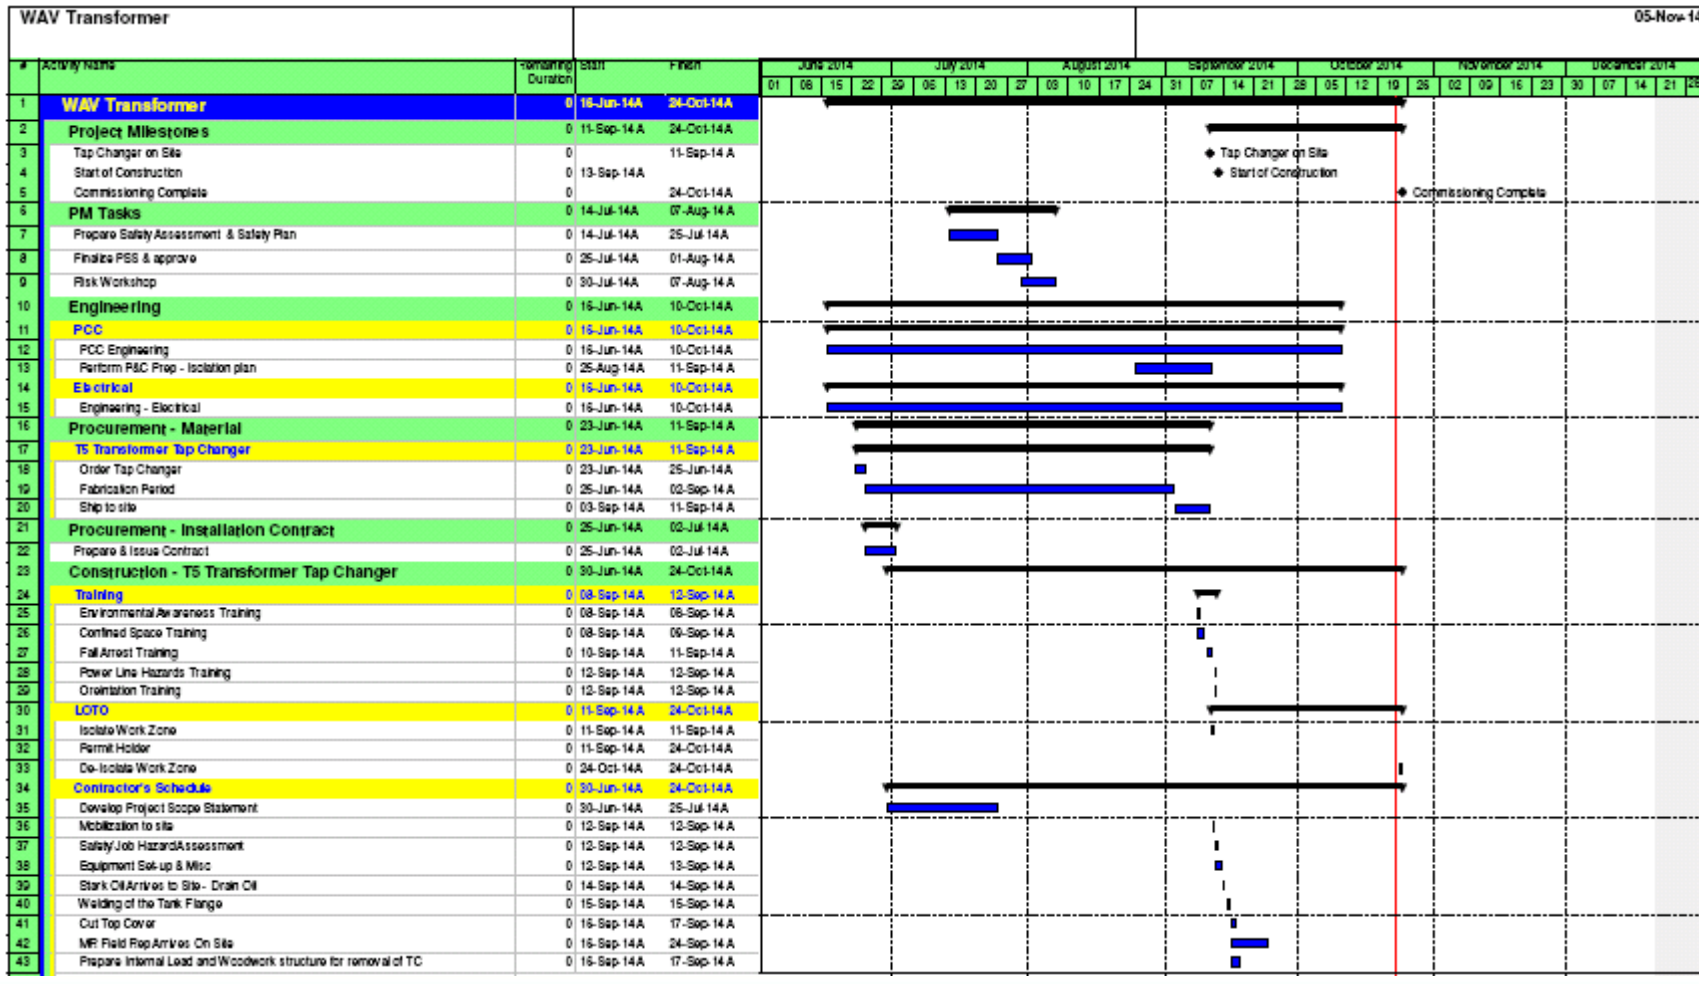 WAV Transformer 05-Nov-14
# Activity Name Remaining Duration Start Finish June 2014 July 2014 August 2014 September 2014 October 2014 November 2014 December 2014
01 08 15 22 29 06 13 20 27 03 10 17 24 31 07 14 21 28 05 12 19 26 02 09 16 23 30 07 14 21 28
1 WAV Transformer 0 16-Jun-14A 24-Oct-14A
2 Project Milestones 0 11-Sep-14A 24-Oct-14A
3 Tap Changer on Site 0 11-Sep-14A Tap Changer on Site
4 Start of Construction 0 13-Sep-14A Start of Construction
5 Commissioning Complete 0 24-Oct-14A Commissioning Complete
6 PM Tasks 0 14-Jul-14A 07-Aug-14A
7 Prepare Safety Assessment & Safety Plan 0 14-Jul-14A 25-Jul-14A
8 Finalize PSS & approve 0 25-Jul-14A 01-Aug-14A
9 Risk Workshop 0 30-Jul-14A 07-Aug-14A
10 Engineering 0 16-Jun-14A 10-Oct-14A
11 PCC 0 16-Jun-14A 10-Oct-14A
12 PCC Engineering 0 16-Jun-14A 10-Oct-14A
13 Perform P&C Prep - Isolation plan 0 25-Aug-14A 11-Sep-14A
14 Electrical 0 16-Jun-14A 10-Oct-14A
15 Engineering - Electrical 0 16-Jun-14A 10-Oct-14A
16 Procurement - Material 0 23-Jun-14A 11-Sep-14A
17 T5 Transformer Tap Changer 0 23-Jun-14A 11-Sep-14A
18 Order Tap Changer 0 23-Jun-14A 25-Jun-14A
19 Fabrication Period 0 25-Jun-14A 02-Sep-14A
20 Ship to site 0 03-Sep-14A 11-Sep-14A
21 Procurement - Installation Contract 0 25-Jun-14A 02-Jul-14A
22 Prepare & Issue Contract 0 25-Jun-14A 02-Jul-14A
23 Construction - T5 Transformer Tap Changer 0 30-Jun-14A 24-Oct-14A
24 Training 0 08-Sep-14A 12-Sep-14A
25 Environmental Awareness Training 0 08-Sep-14A 08-Sep-14A
26 Confined Space Training 0 08-Sep-14A 09-Sep-14A
27 Fall Arrest Training 0 10-Sep-14A 11-Sep-14A
28 Power Line Hazards Training 0 12-Sep-14A 12-Sep-14A
29 Oreintation Training 0 12-Sep-14A 12-Sep-14A
30 LOTO 0 11-Sep-14A 24-Oct-14A
31 Isolate Work Zone 0 11-Sep-14A 11-Sep-14A
32 Permit Holder 0 11-Sep-14A 24-Oct-14A
33 De-Isolate Work Zone 0 24-Oct-14A 24-Oct-14A
34 Contractor's Schedule 0 30-Jun-14A 24-Oct-14A
35 Develop Project Scope Statement 0 30-Jun-14A 25-Jul-14A
36 Mobilization to site 0 12-Sep-14A 12-Sep-14A
37 Safety/Job Hazard Assessment 0 12-Sep-14A 12-Sep-14A
38 Equipment Set-up & Misc 0 12-Sep-14A 13-Sep-14A
39 Stark Oil Arrives to Site - Drain Oil 0 14-Sep-14A 14-Sep-14A
40 Welding of the Tank Flange 0 15-Sep-14A 15-Sep-14A
41 Cut Top Cover 0 16-Sep-14A 17-Sep-14A
42 MR Field Rep Arrives On Site 0 16-Sep-14A 24-Sep-14A
43 Prepare Internal Lead and Woodwork structure for removal of TC 0 16-Sep-14A 17-Sep-14A